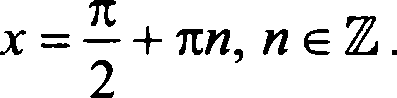 x = π/2 + πn, n ∈ ℤ.